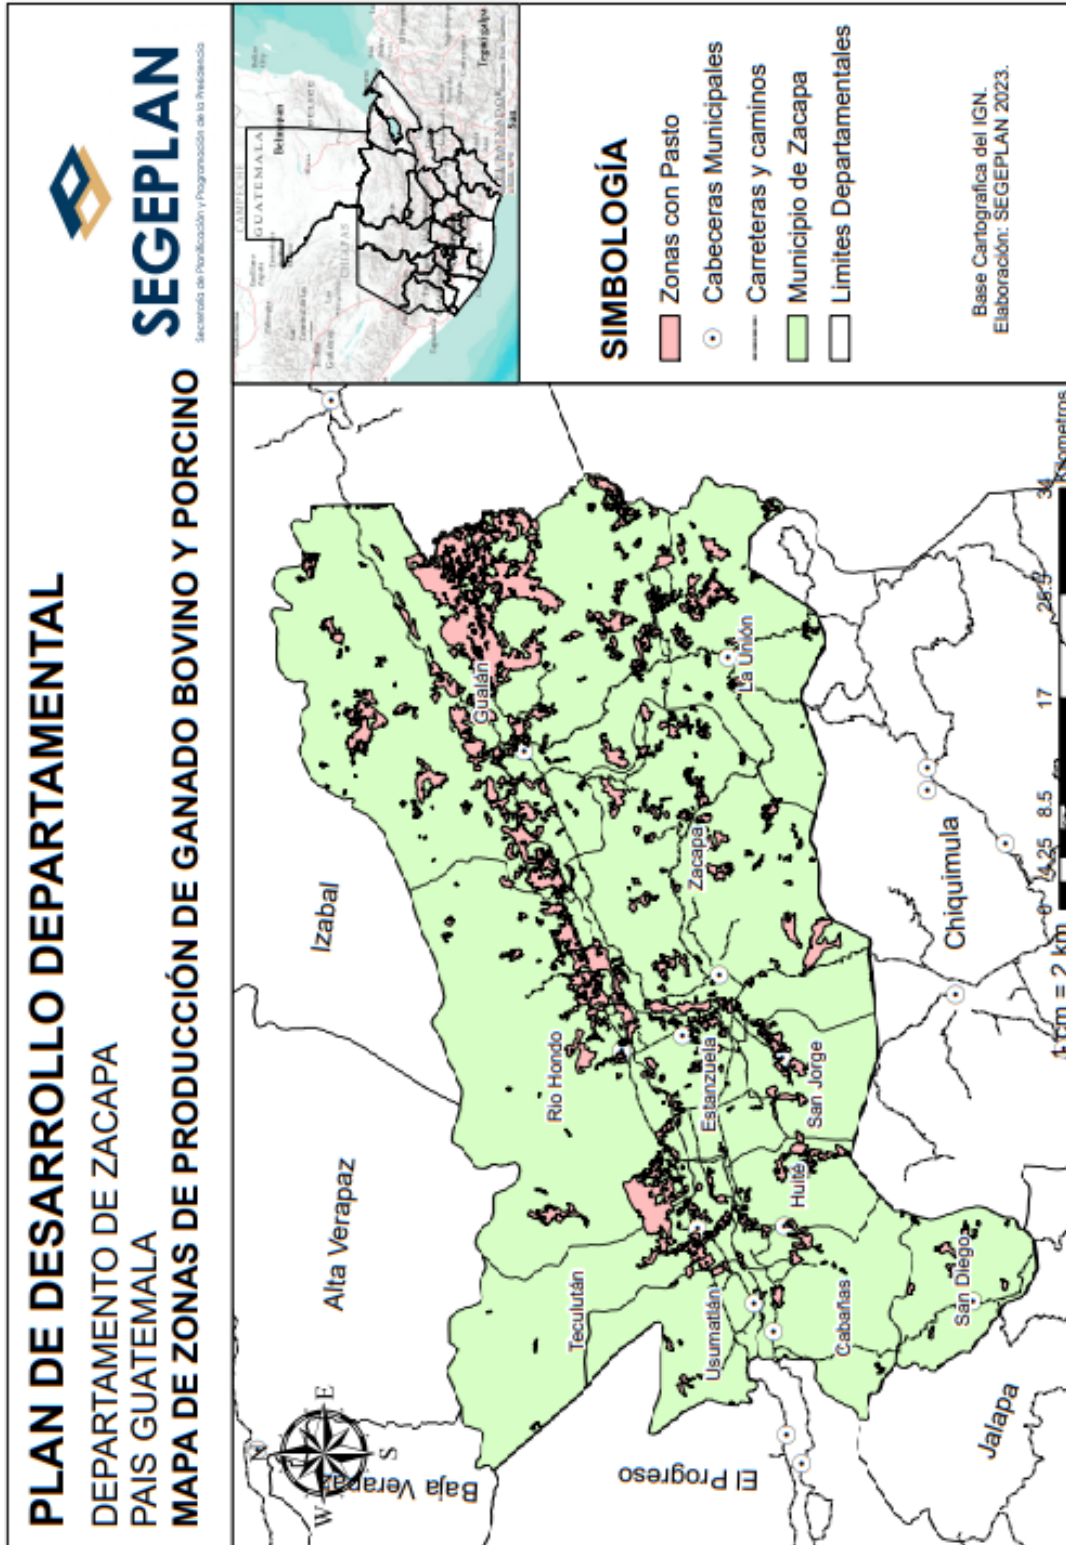 PLAN DE DESARROLLO DEPARTAMENTAL
DEPARTAMENTO DE ZACAPA
PAIS GUATEMALA
MAPA DE ZONAS DE PRODUCCIÓN DE GANADO BOVINO Y PORCINO
SEGEPLAN
Secretaría de Planificación y Programación de la Presidencia
CAMPECHE
GUATEMALA
Belmopan
CHIAPAS
Tegucigalpa
San
SIMBOLOGÍA
Zonas con Pasto
Cabeceras Municipales
Carreteras y caminos
Municipio de Zacapa
Limites Departamentales
Base Cartografica del IGN.
Elaboración: SEGEPLAN 2023.
N
W
E
S
Baja Verapaz
Alta Verapaz
Izabal
El Progreso
Jalapa
Chiquimula
Gualán
Rio Hondo
Teculután
Usumatlán
Estanzuela
Zacapa
La Unión
San Jorge
Huité
Cabañas
San Diego
1 cm = 2 km
0 4.25 8.5 17 25.5 34
Kilometros